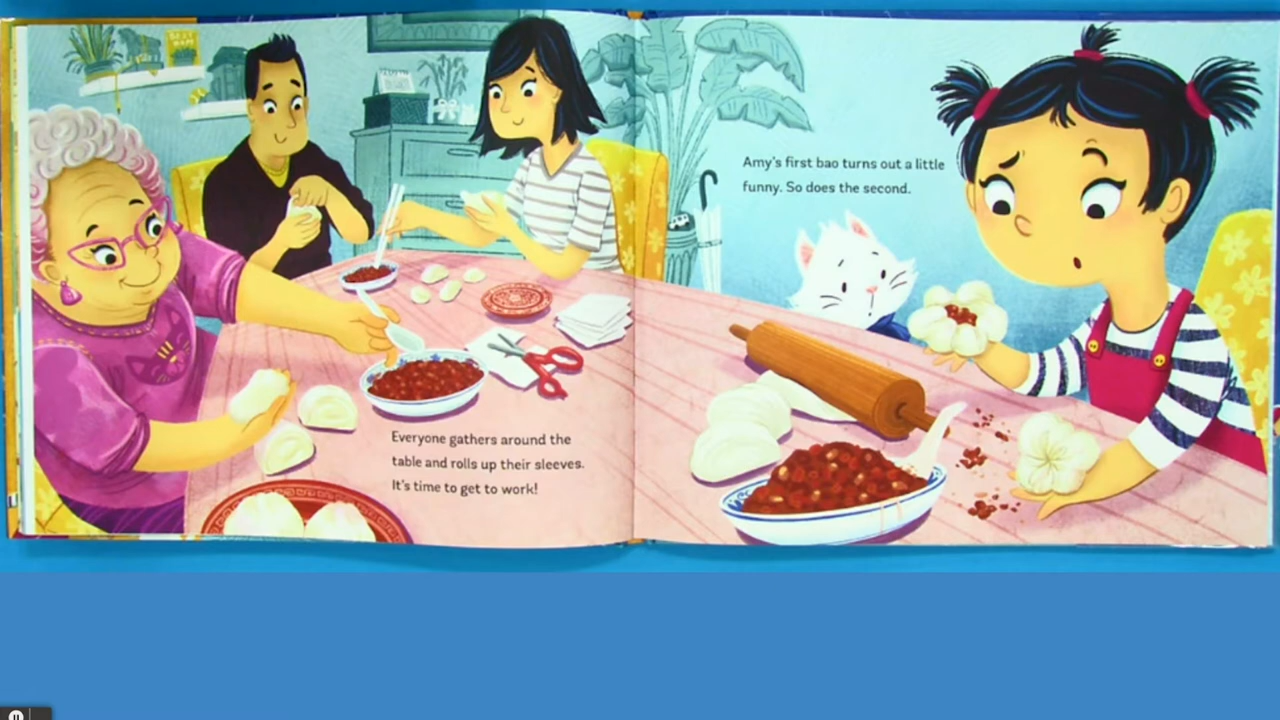 Everyone gathers around the
table and rolls up their sleeves.
It's time to get to work!
Amy's first bao turns out a little
funny. So does the second.